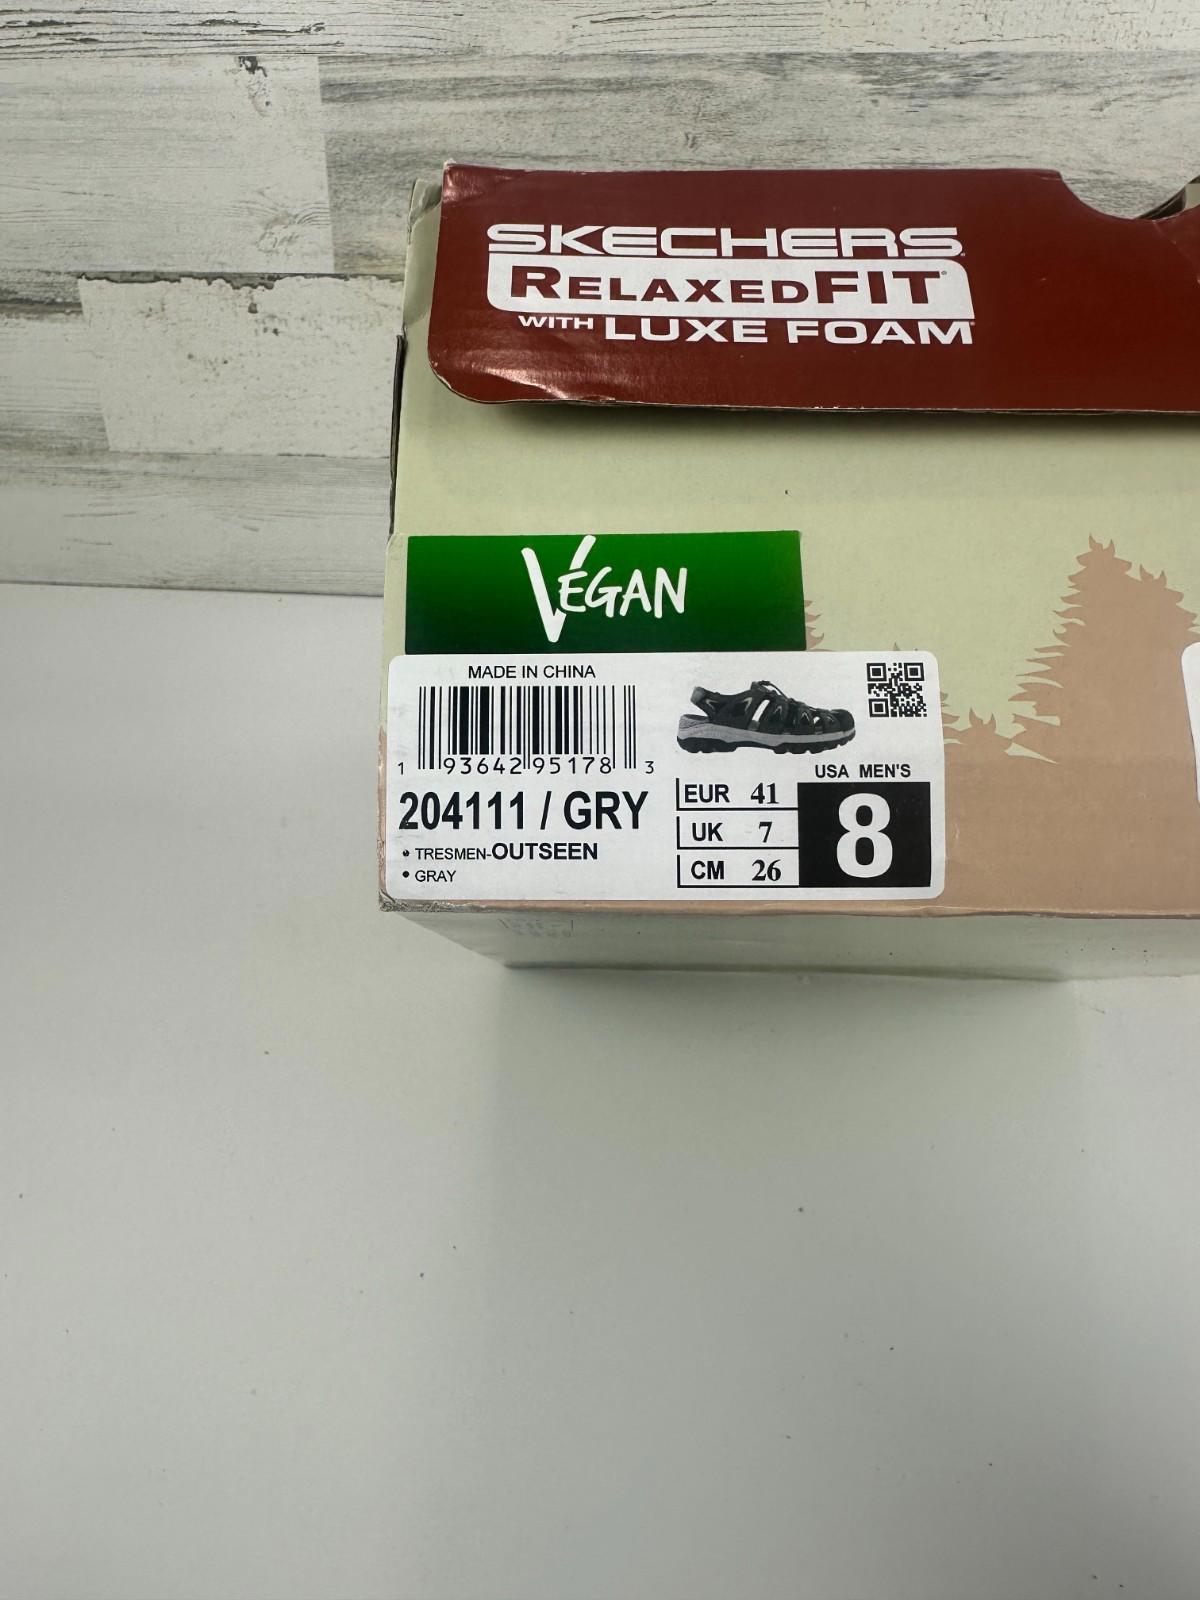 SKECHERS
RELAXED FIT®
WITH LUXE FOAM
VEGAN
MADE IN CHINA
1 93642 95178 3
204111 / GRY
• TRESMEN-OUTSEEN
• GRAY
EUR 41
UK 7
CM 26
USA MEN'S
8